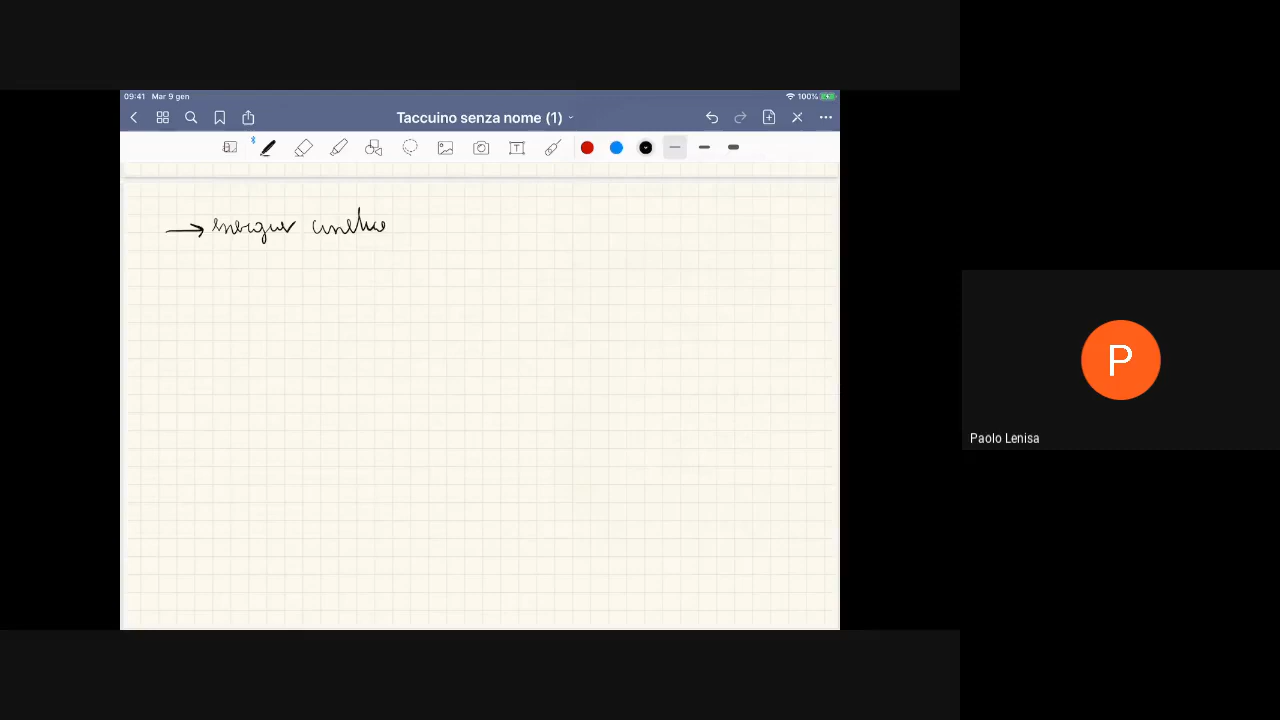 09:41 Mar 9 gen
100%
Taccuino senza nome (1)
T
→ energia cinetica
P
Paolo Lenisa